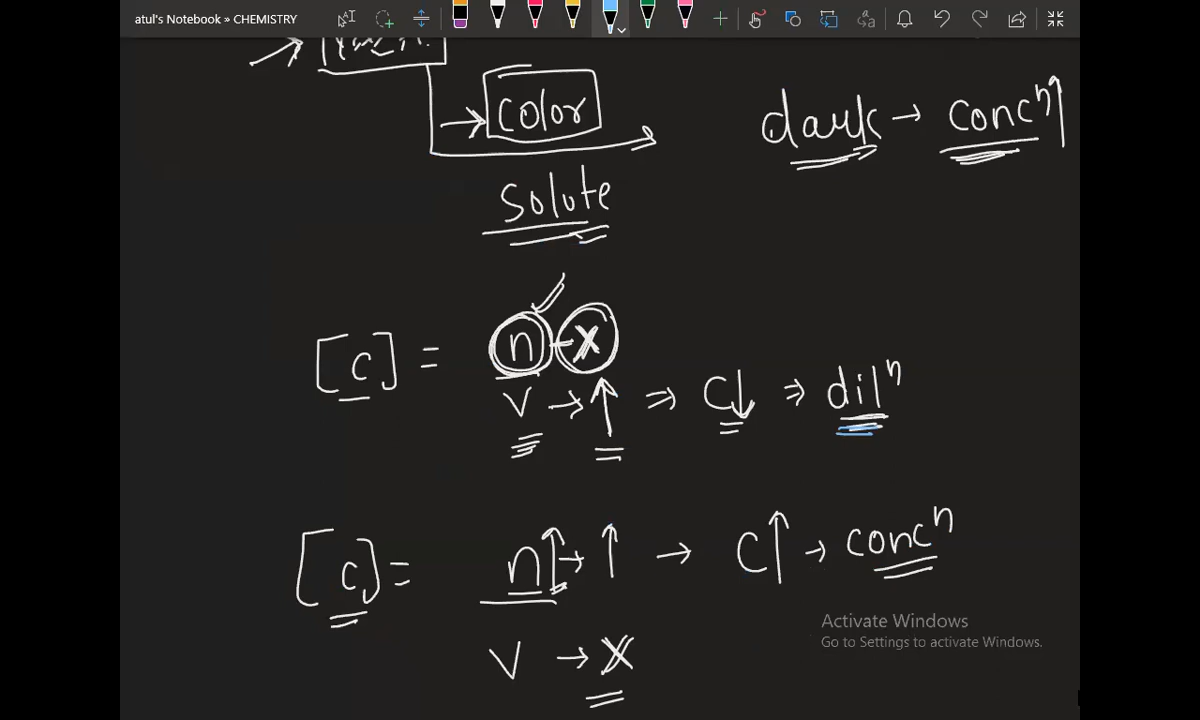 atul's Notebook » CHEMISTRY
color
dark → concⁿ↑
solute
[c] = n → x
v → ↑ ⇒ c↓ ⇒ dilⁿ
[c] = n↑ → ↑ → c↑ → concⁿ
v → x
Activate Windows
Go to Settings to activate Windows.